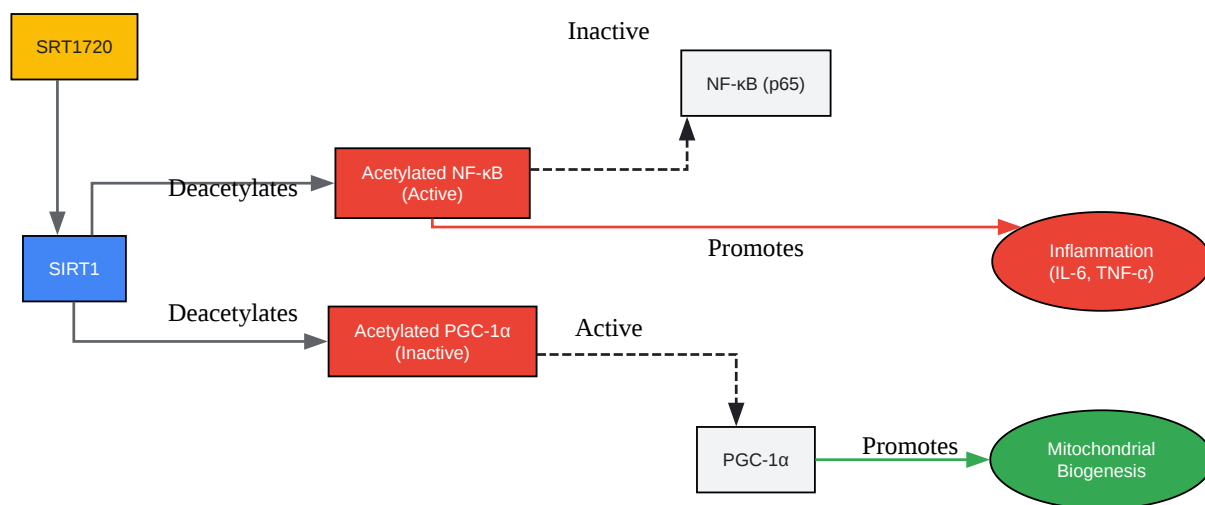 SRT1720
Inactive
NF-κB (p65)
Acetylated NF-κB
(Active)
Deacetylates
Promotes
Inflammation
(IL-6, TNF-α)
SIRT1
Deacetylates
Acetylated PGC-1α
(Inactive)
Active
PGC-1α
Promotes
Mitochondrial
Biogenesis